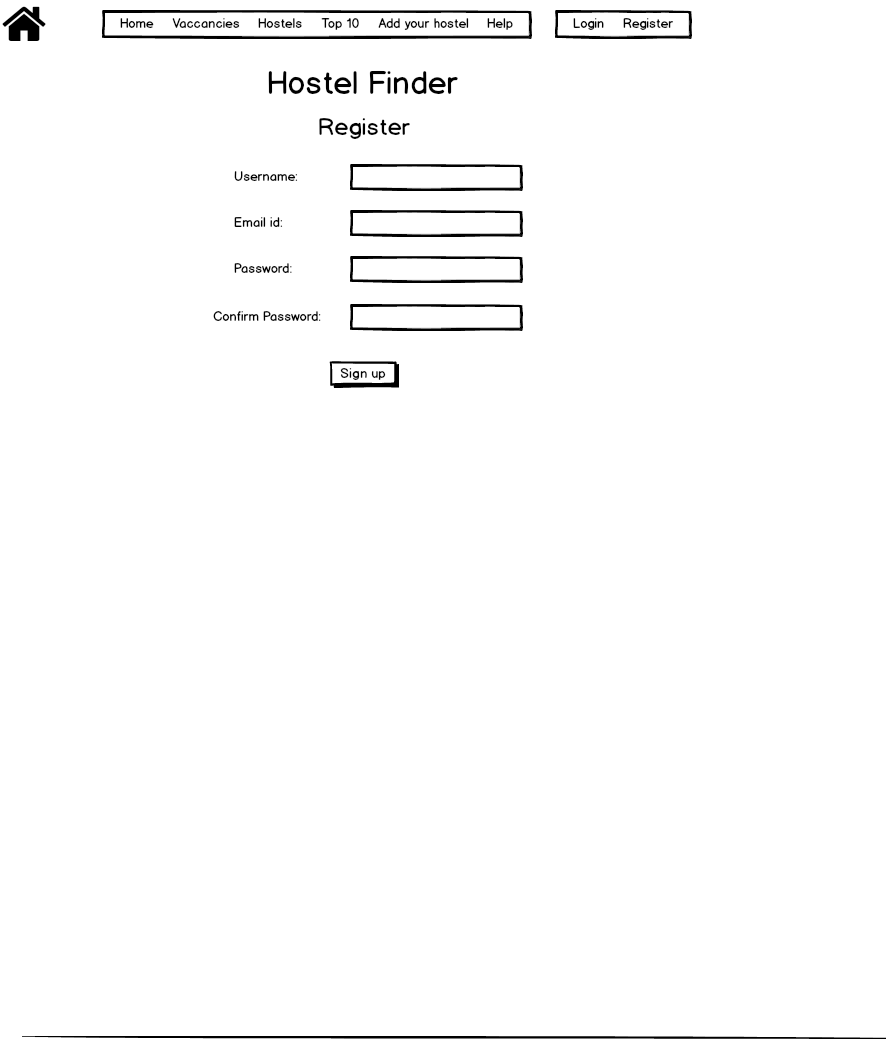 Home Vaccancies Hostels Top 10 Add your hostel Help Login Register
Hostel Finder
Register
Username:
Email id:
Password:
Confirm Password:
Sign up